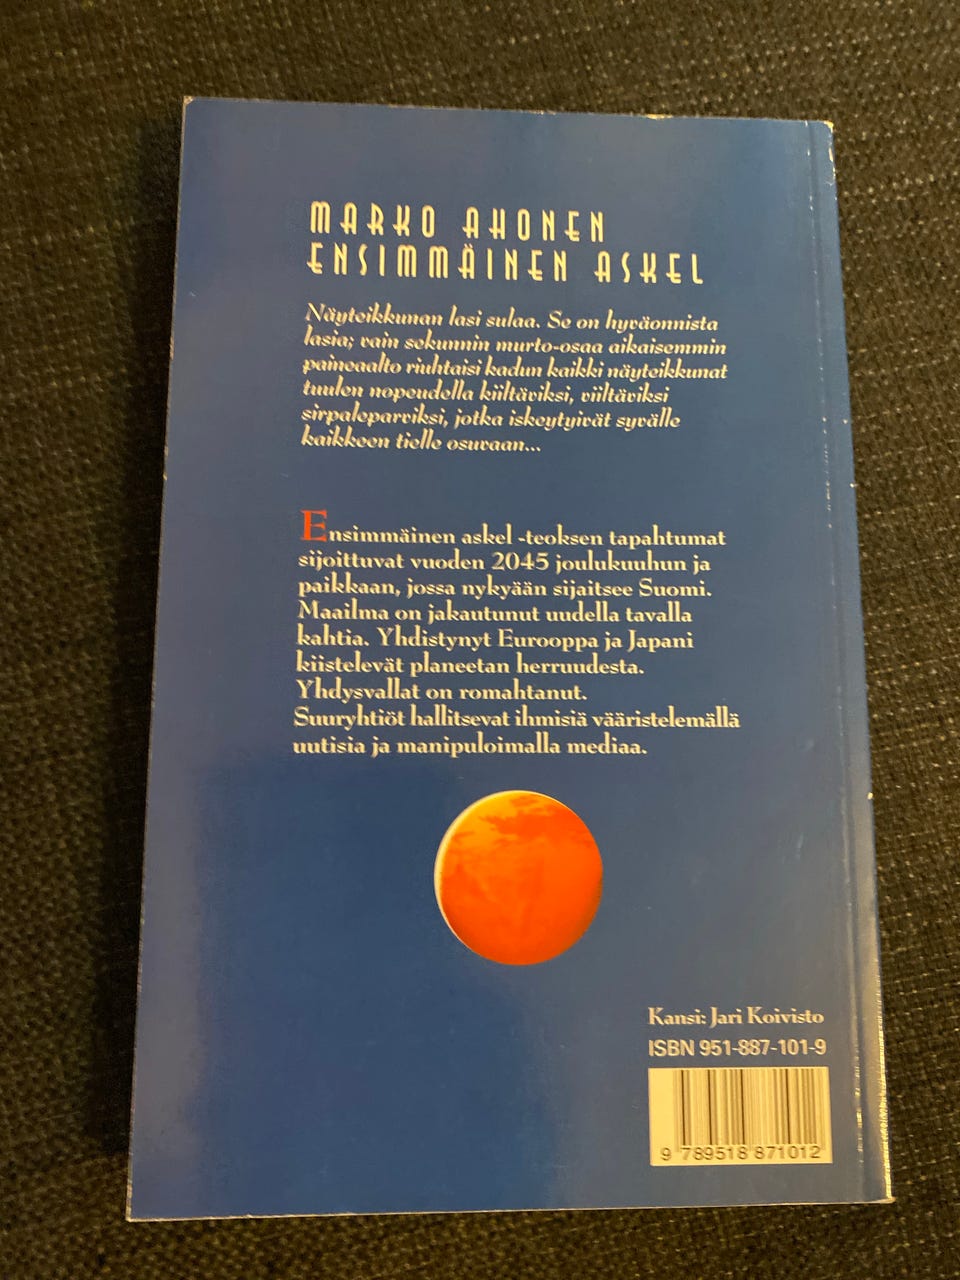 MARKO AHONEN
ENSIMMÄINEN ASKEL
Näyteikkunan lasi sulaa. Se on hyväonnista
lasia; vain sekunnin murto-osaa aikaisemmin
paineaalto riuhtaisi kadun kaikki näyteikkunat
tuulen nopeudella kiiltäviksi, viiltäviksi
sirpaleparviksi, jotka iskeytyivät syvälle
kaikkeen tielle osuvaan...
Ensimmäinen askel -teoksen tapahtumat
sijoittuvat vuoden 2045 joulukuuhun ja
paikkaan, jossa nykyään sijaitsee Suomi.
Maailma on jakautunut uudella tavalla
kahtia. Yhdistynyt Eurooppa ja Japani
kiistelevät planeetan herruudesta.
Yhdysvallat on romahtanut.
Suuryhtiöt hallitsevat ihmisiä vääristelemällä
uutisia ja manipuloimalla mediaa.
Kansi: Jari Koivisto
ISBN 951-887-101-9
9 789518 871012